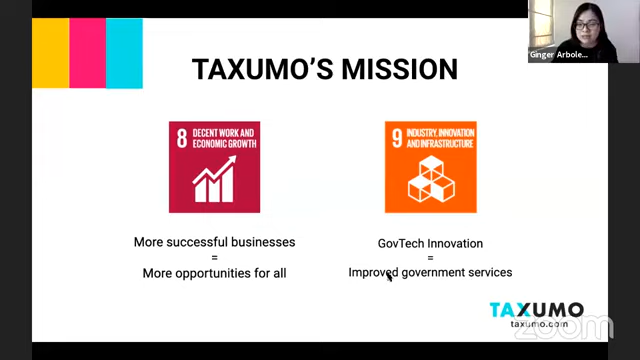 Ginger Arbole...
TAXUMO'S MISSION
8 DECENT WORK AND
ECONOMIC GROWTH
9 INDUSTRY, INNOVATION
AND INFRASTRUCTURE
More successful businesses
=
More opportunities for all
GovTech Innovation
=
Improved government services
TAXUMO
taxumo.com
zoom